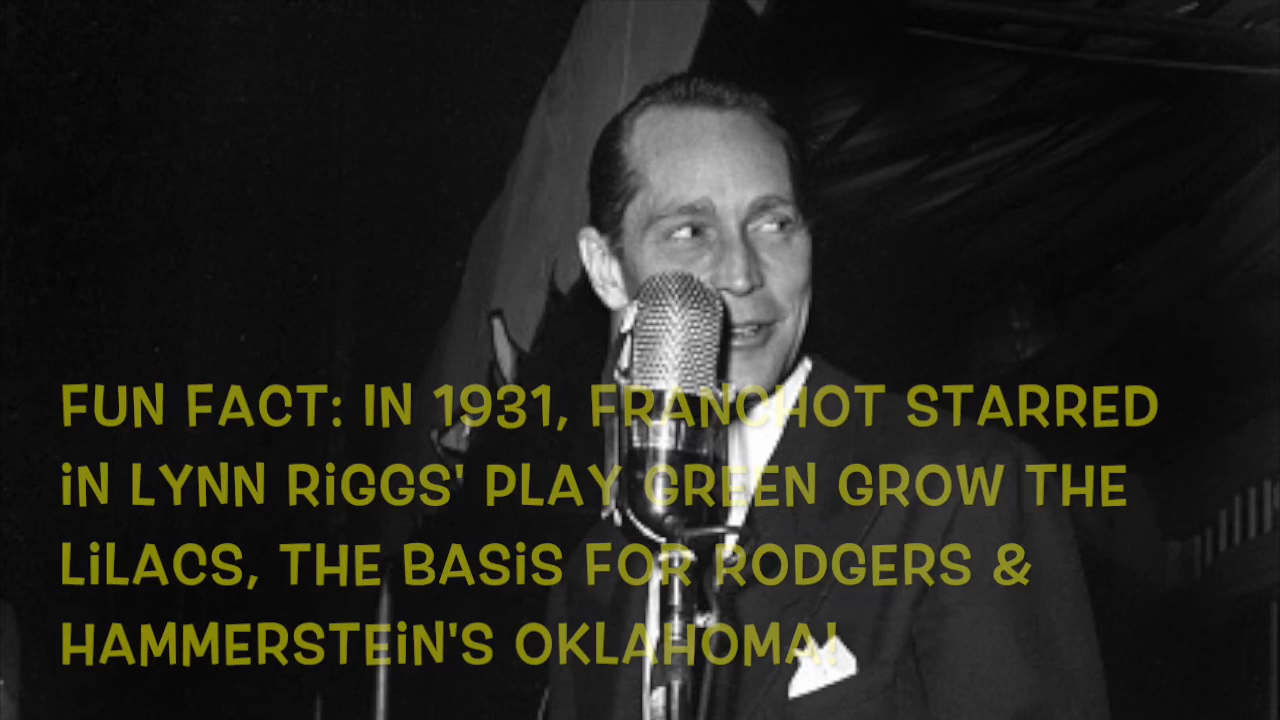 FUN FACT: IN 1931, FRANCHOT STARRED
iN LYNN RiGGS' PLAY GREEN GROW THE
LiLACS, THE BASiS FOR RODGERS &
HAMMERSTEiN'S OKLAHOMA!